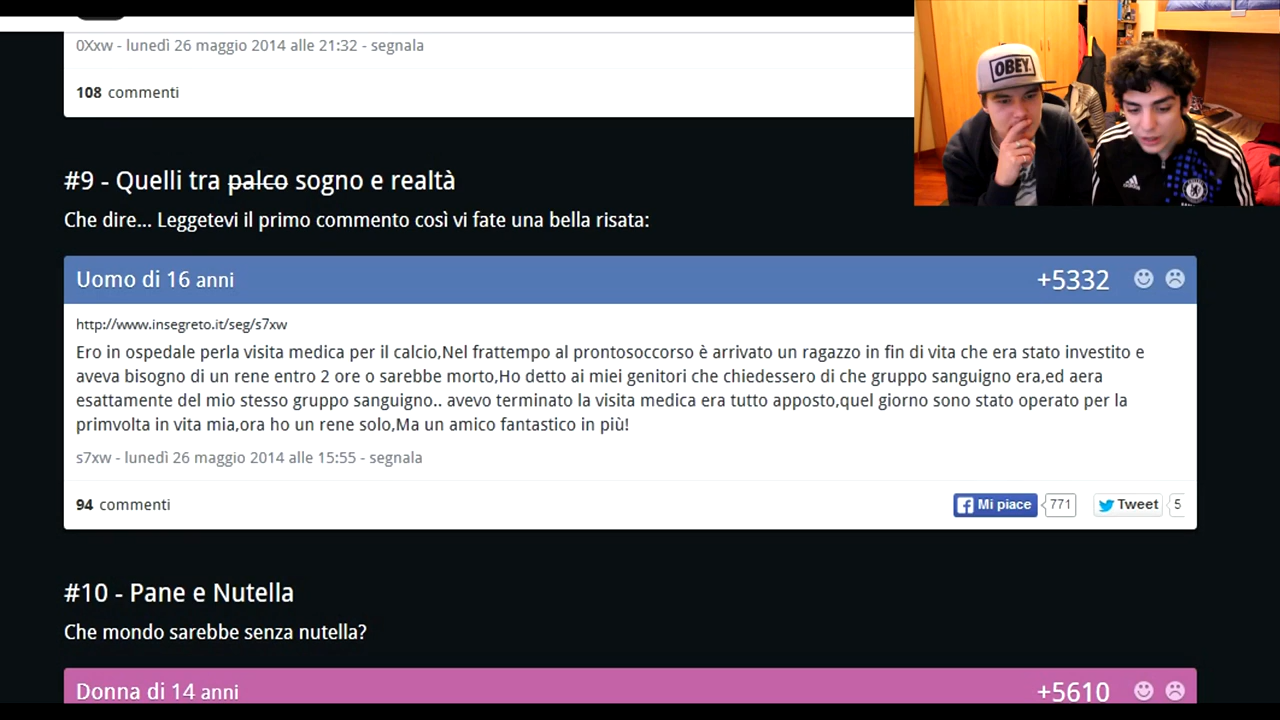 0Xxw - lunedì 26 maggio 2014 alle 21:32 - segnala
108 commenti
OBEY
#9 - Quelli tra palco sogno e realtà
Che dire... Leggetevi il primo commento così vi fate una bella risata:
Uomo di 16 anni +5332
http://www.insegreto.it/seg/s7xw
Ero in ospedale perla visita medica per il calcio,Nel frattempo al prontosoccorso è arrivato un ragazzo in fin di vita che era stato investito e
aveva bisogno di un rene entro 2 ore o sarebbe morto,Ho detto ai miei genitori che chiedessero di che gruppo sanguigno era,ed aera
esattamente del mio stesso gruppo sanguigno.. avevo terminato la visita medica era tutto apposto,quel giorno sono stato operato per la
primvolta in vita mia,ora ho un rene solo,Ma un amico fantastico in più!
s7xw - lunedì 26 maggio 2014 alle 15:55 - segnala
94 commenti Mi piace 771 Tweet 5
#10 - Pane e Nutella
Che mondo sarebbe senza nutella?
Donna di 14 anni +5610